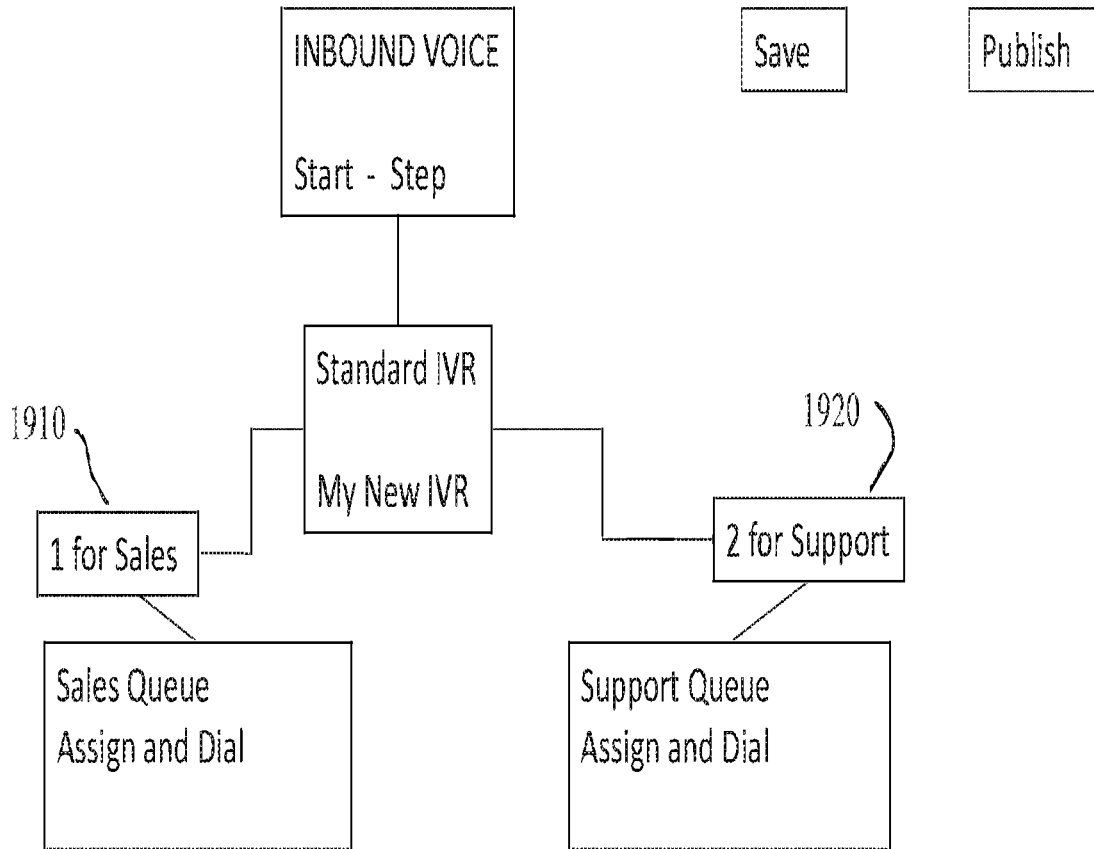 INBOUND VOICE
Start - Step
Save
Publish
Standard IVR
My New IVR
1910
1920
1 for Sales
2 for Support
Sales Queue
Assign and Dial
Support Queue
Assign and Dial